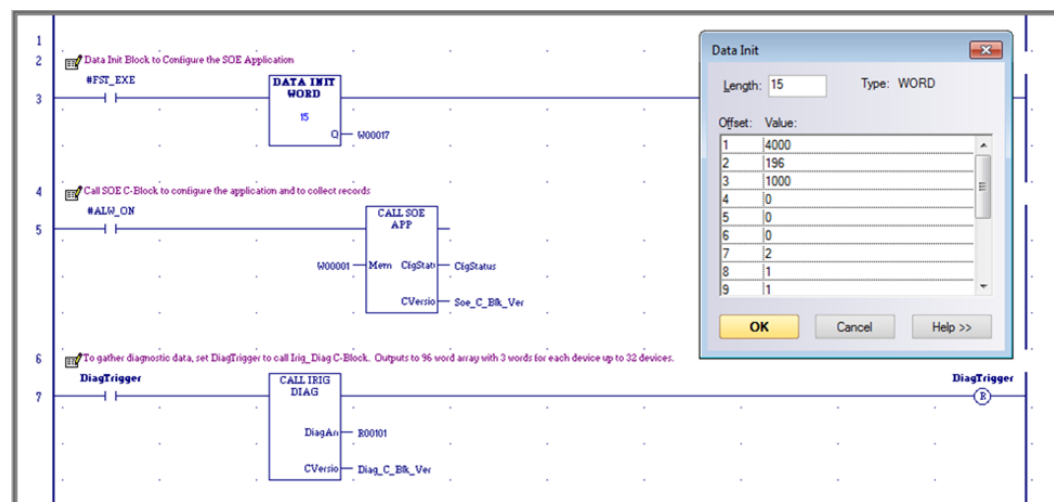 1
2 Data Init Block to Configure the SOE Application
#FST_EXE
3
DATA INIT
WORD
15
Q W00017
4 Call SOE C-Block to configure the application and to collect records
#ALW_ON
5
CALL SOE
APP
W00001 Mem CfgStat CfgStatus
CVersio Soe_C_Blk_Ver
6 To gather diagnostic data, set DiagTrigger to call Irig_Diag C-Block. Outputs to 96 word array with 3 words for each device up to 32 devices.
DiagTrigger DiagTrigger
7 R
CALL IRIG
DIAG
DiagAr R00101
CVersio Diag_C_Blk_Ver
Data Init
Length: 15 Type: WORD
Offset: Value:
1 4000
2 196
3 1000
4 0
5 0
6 0
7 2
8 1
9 1
OK Cancel Help >>